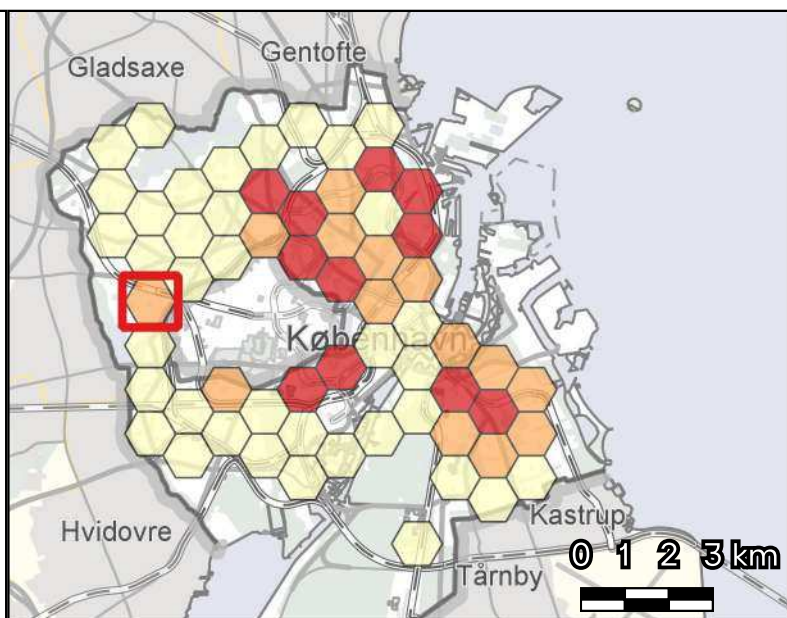 Gentofte
Gladsaxe
København
Hvidovre
Kastrup
0 1 2 3 km
Tårnby